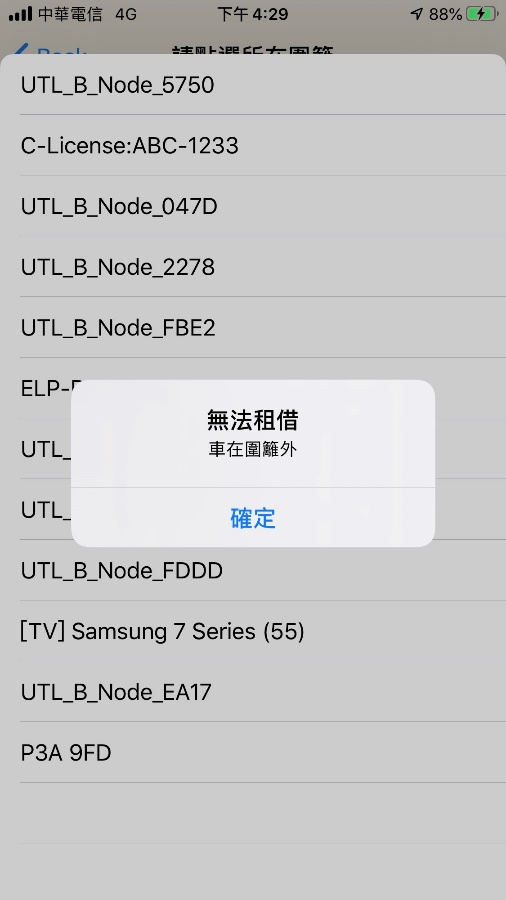 中華電信 4G 下午 4:29 88%
UTL_B_Node_5750
C-License:ABC-1233
UTL_B_Node_047D
UTL_B_Node_2278
UTL_B_Node_FBE2
無法租借
車在圍籬外
確定
UTL_B_Node_FDDD
[TV] Samsung 7 Series (55)
UTL_B_Node_EA17
P3A 9FD